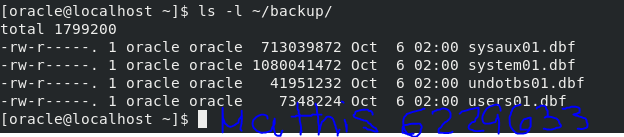 [oracle@localhost ~]$ ls -l ~/backup/
total 1799200
-rw-r-----. 1 oracle oracle  713039872 Oct  6 02:00 sysaux01.dbf
-rw-r-----. 1 oracle oracle 1080041472 Oct  6 02:00 system01.dbf
-rw-r-----. 1 oracle oracle   41951232 Oct  6 02:00 undotbs01.dbf
-rw-r-----. 1 oracle oracle    7348224 Oct  6 02:00 users01.dbf
[oracle@localhost ~]$ Mathis 6229633